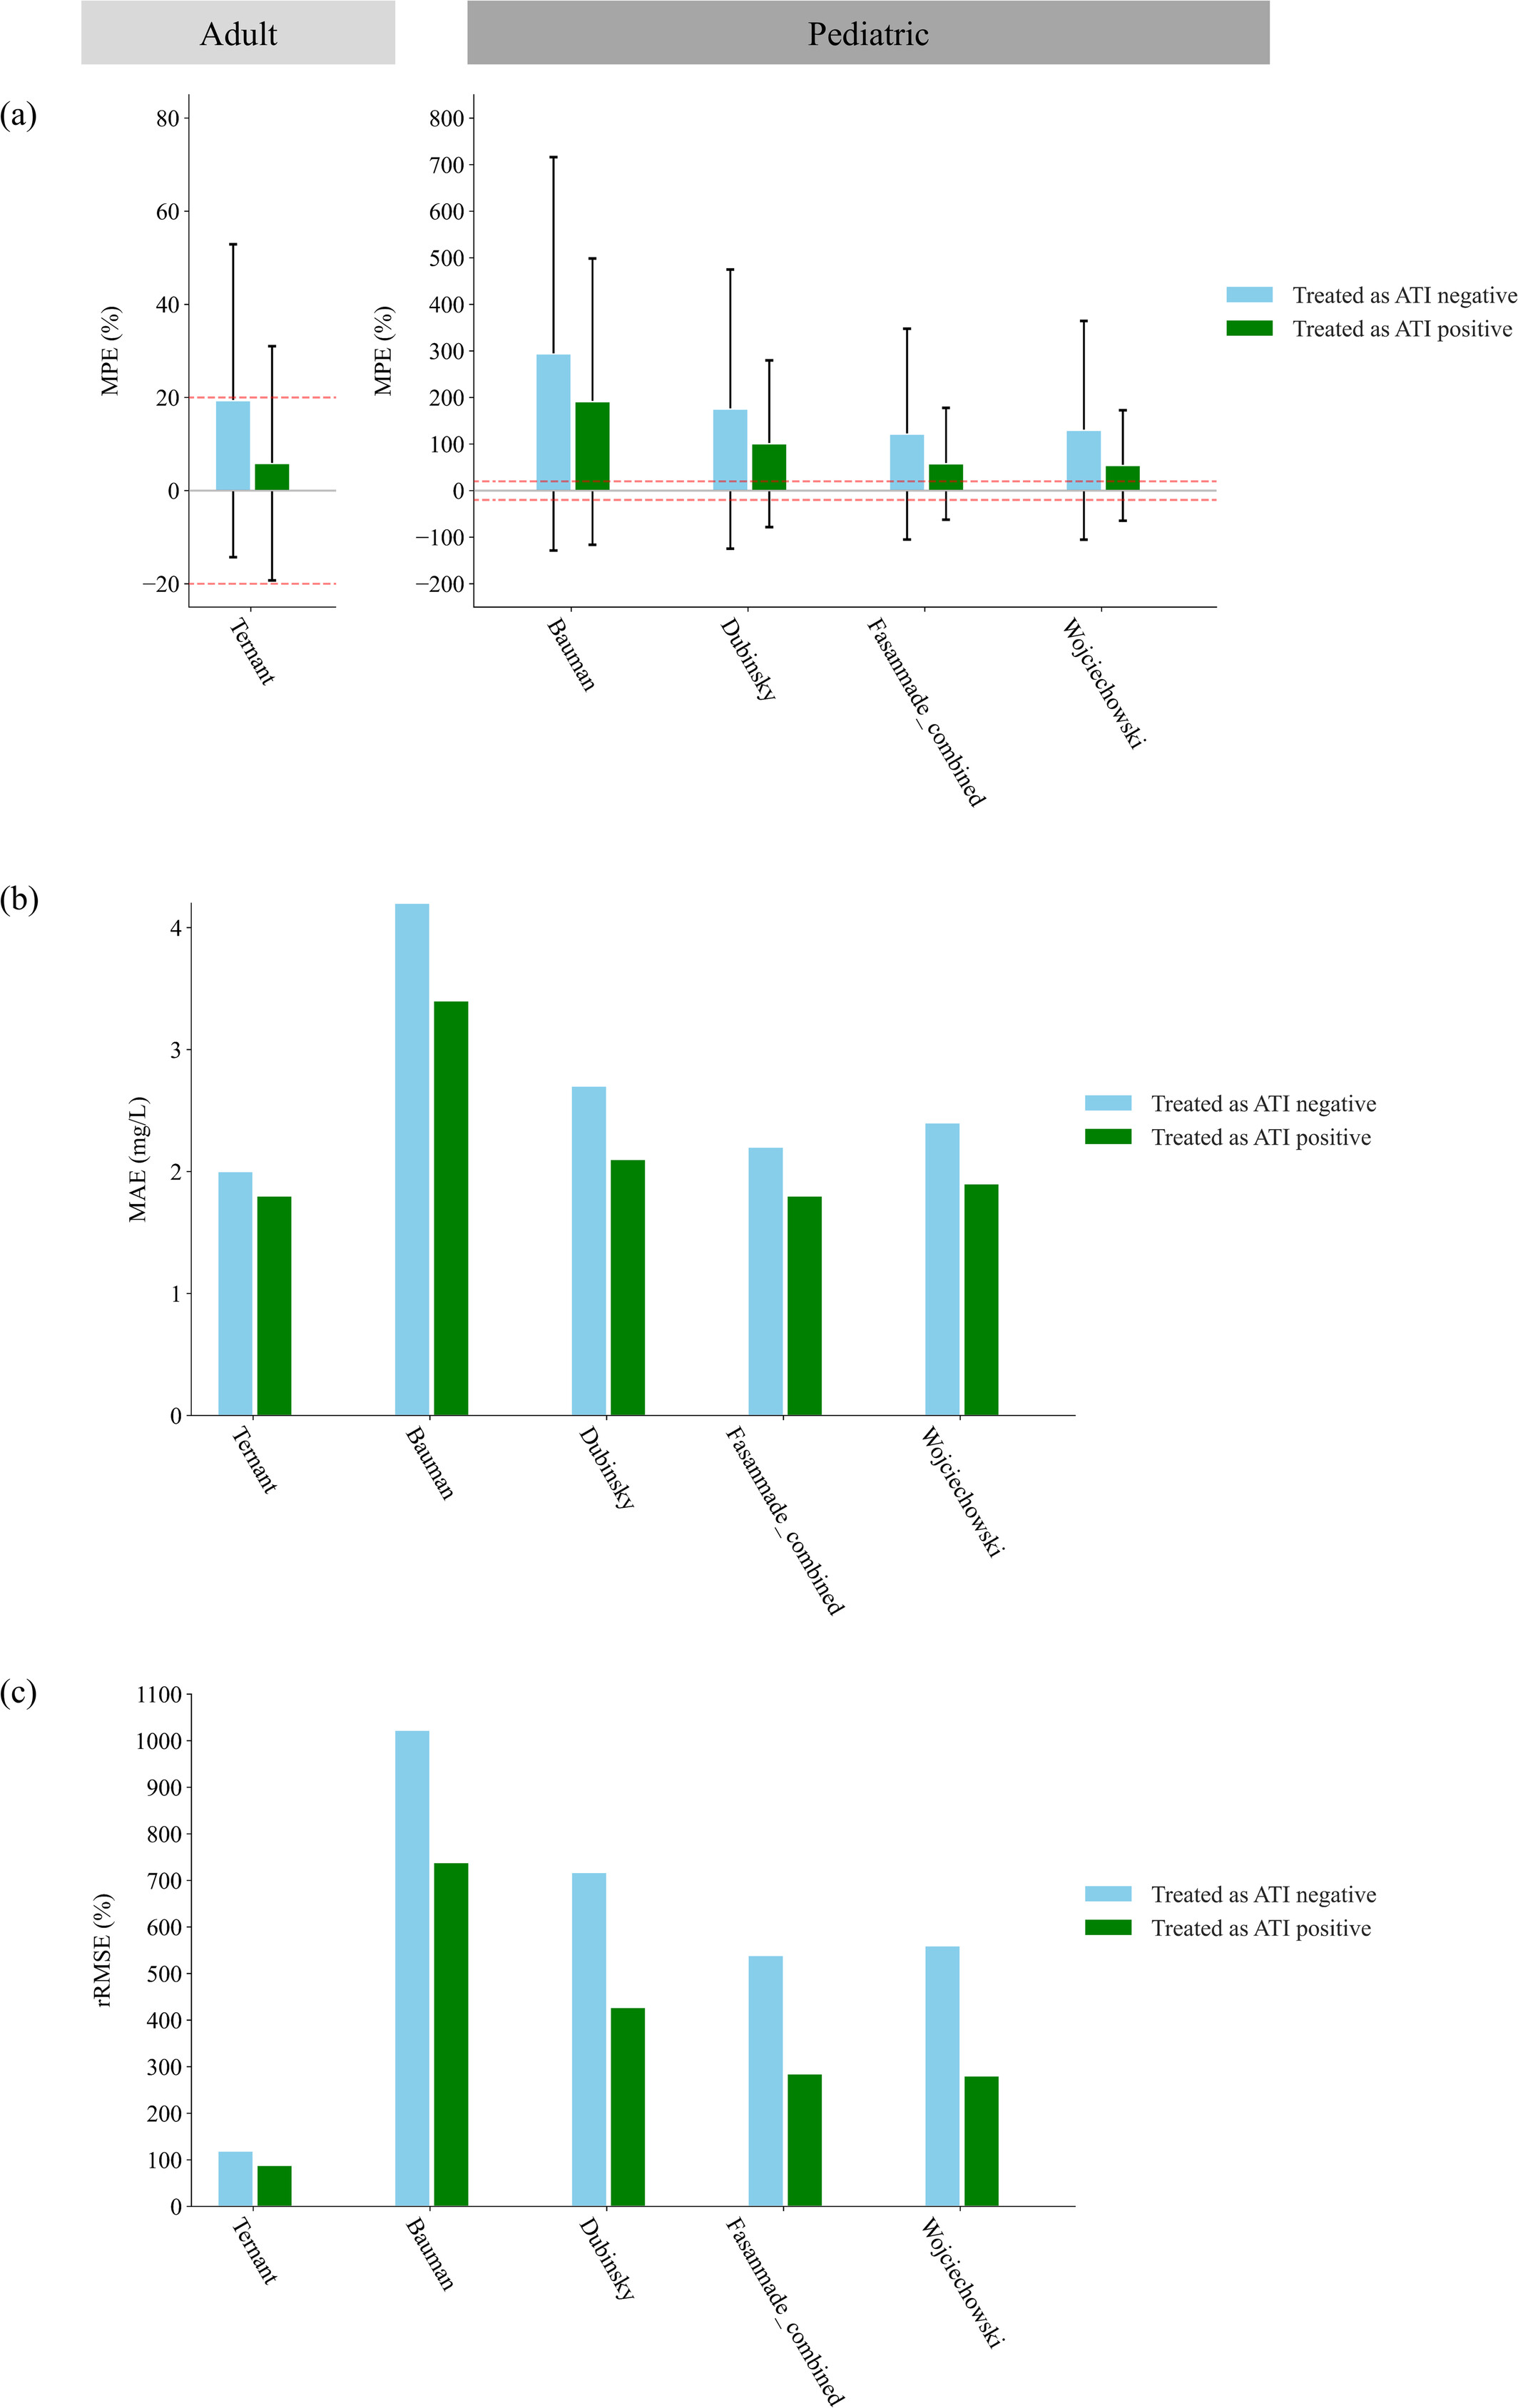 Adult
Pediatric
(a)
MPE (%)
80
60
40
20
0
−20
Ternant
MPE (%)
800
700
600
500
400
300
200
100
0
−100
−200
Bauman
Dubinsky
Fasanmade_combined
Wojciechowski
Treated as ATI negative
Treated as ATI positive
(b)
MAE (mg/L)
4
3
2
1
0
Ternant
Bauman
Dubinsky
Fasanmade_combined
Wojciechowski
Treated as ATI negative
Treated as ATI positive
(c)
rRMSE (%)
1100
1000
900
800
700
600
500
400
300
200
100
0
Ternant
Bauman
Dubinsky
Fasanmade_combined
Wojciechowski
Treated as ATI negative
Treated as ATI positive